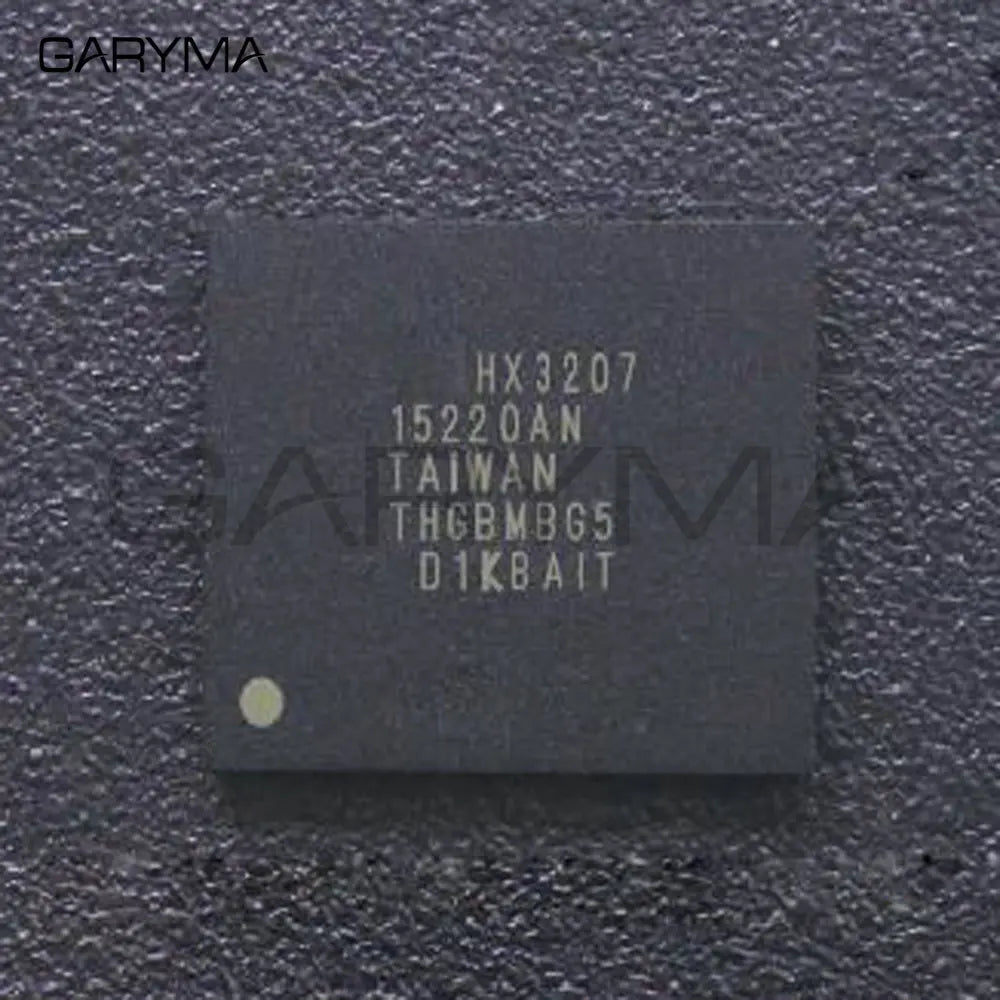 GARYMA
HX3207
15220AN
TAIWAN
THGBMBG5
D1KBAIT
GARYMA